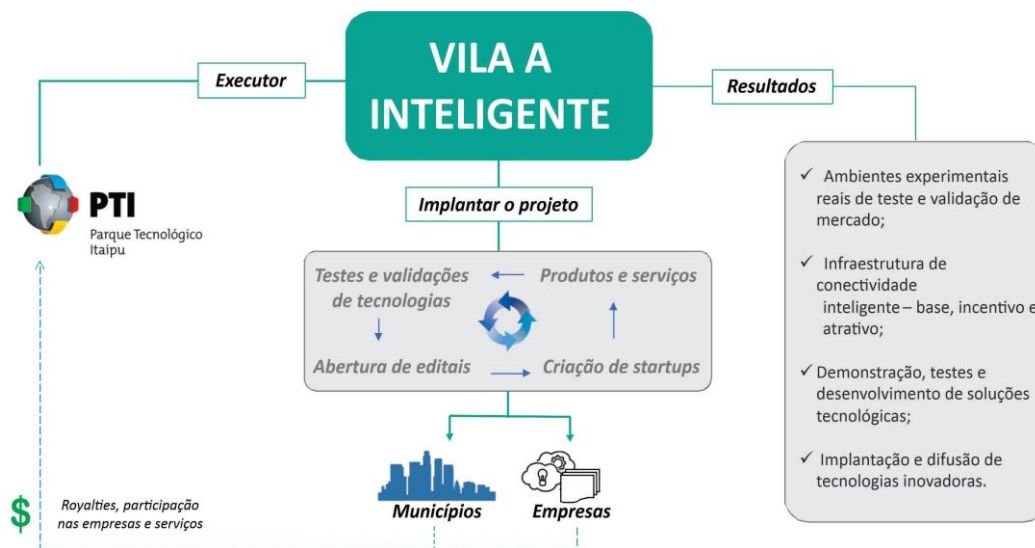 VILA A
INTELIGENTE
Executor
Resultados
PTI
Parque Tecnológico
Itaipu
Implantar o projeto
Testes e validações
de tecnologias
Produtos e serviços
Abertura de editais
Criação de startups
Municípios
Empresas
$
Royalties, participação
nas empresas e serviços
✓ Ambientes experimentais
reais de teste e validação de
mercado;
✓ Infraestrutura de
conectividade
inteligente – base, incentivo e
atrativo;
✓ Demonstração, testes e
desenvolvimento de soluções
tecnológicas;
✓ Implantação e difusão de
tecnologias inovadoras.